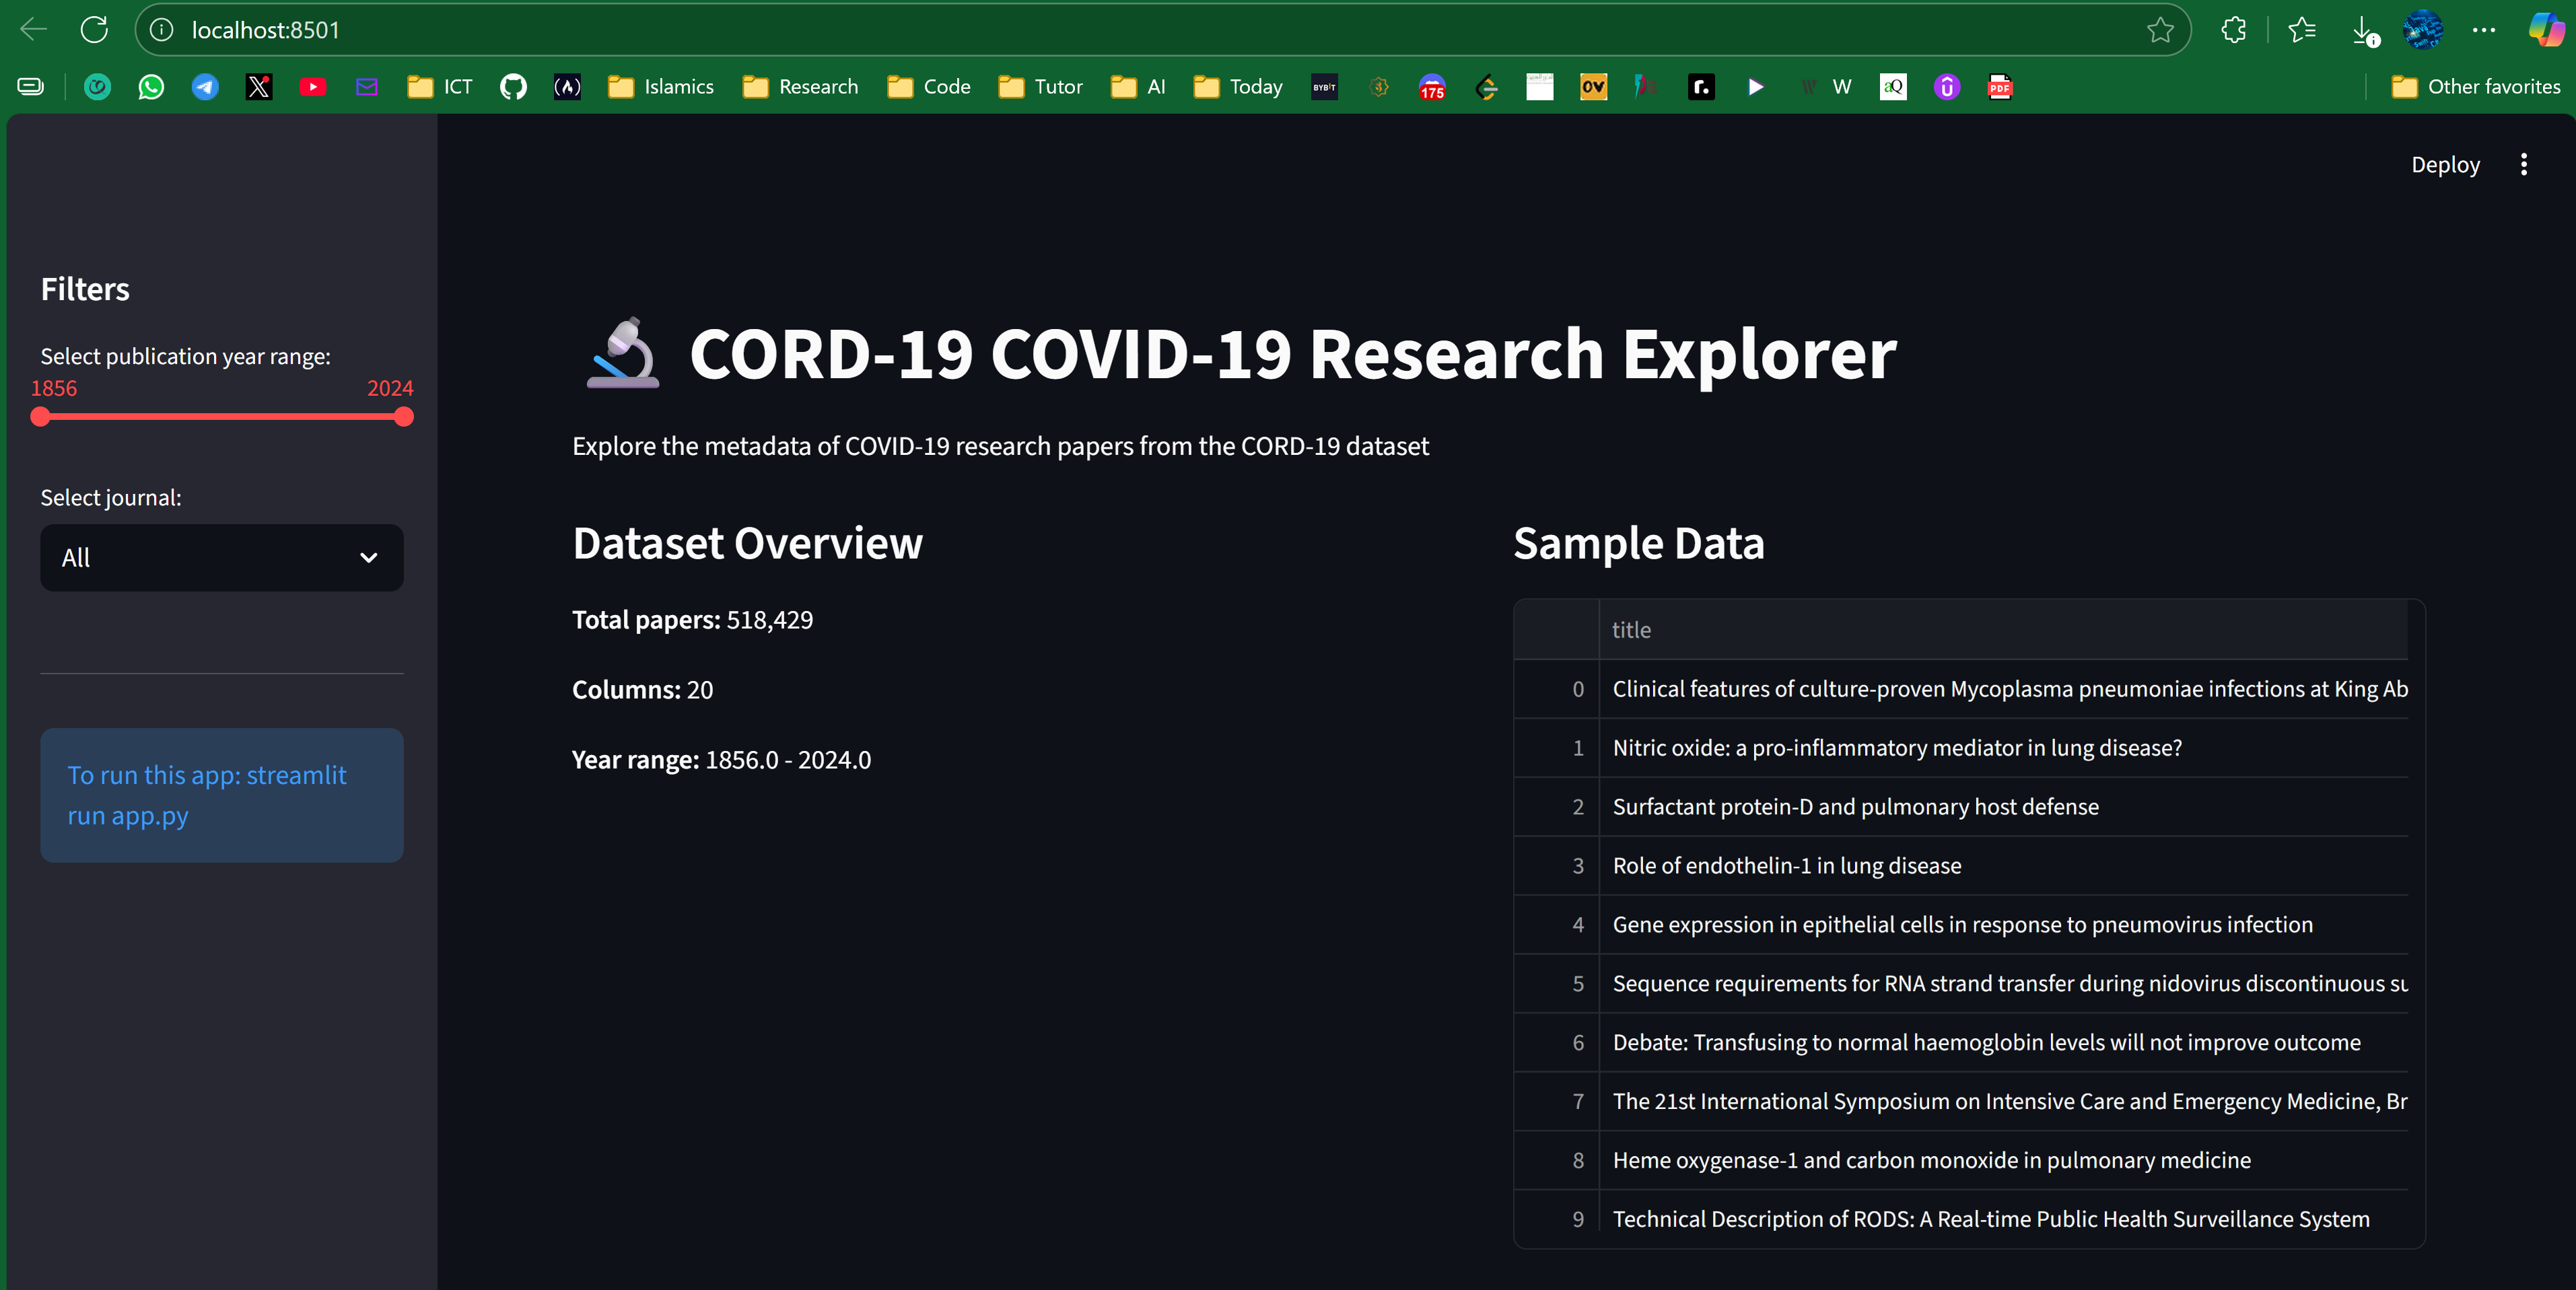 localhost:8501
ICT
Islamics
Research
Code
Tutor
AI
Today
BYBIT
175
OV
r.
W
aQ
PDF
Other favorites
Deploy
Filters
Select publication year range:
1856 2024
Select journal:
All
To run this app: streamlit
run app.py
CORD-19 COVID-19 Research Explorer
Explore the metadata of COVID-19 research papers from the CORD-19 dataset
Dataset Overview
Total papers: 518,429
Columns: 20
Year range: 1856.0 - 2024.0
Sample Data
title
0 Clinical features of culture-proven Mycoplasma pneumoniae infections at King Ab
1 Nitric oxide: a pro-inflammatory mediator in lung disease?
2 Surfactant protein-D and pulmonary host defense
3 Role of endothelin-1 in lung disease
4 Gene expression in epithelial cells in response to pneumovirus infection
5 Sequence requirements for RNA strand transfer during nidovirus discontinuous su
6 Debate: Transfusing to normal haemoglobin levels will not improve outcome
7 The 21st International Symposium on Intensive Care and Emergency Medicine, Br
8 Heme oxygenase-1 and carbon monoxide in pulmonary medicine
9 Technical Description of RODS: A Real-time Public Health Surveillance System